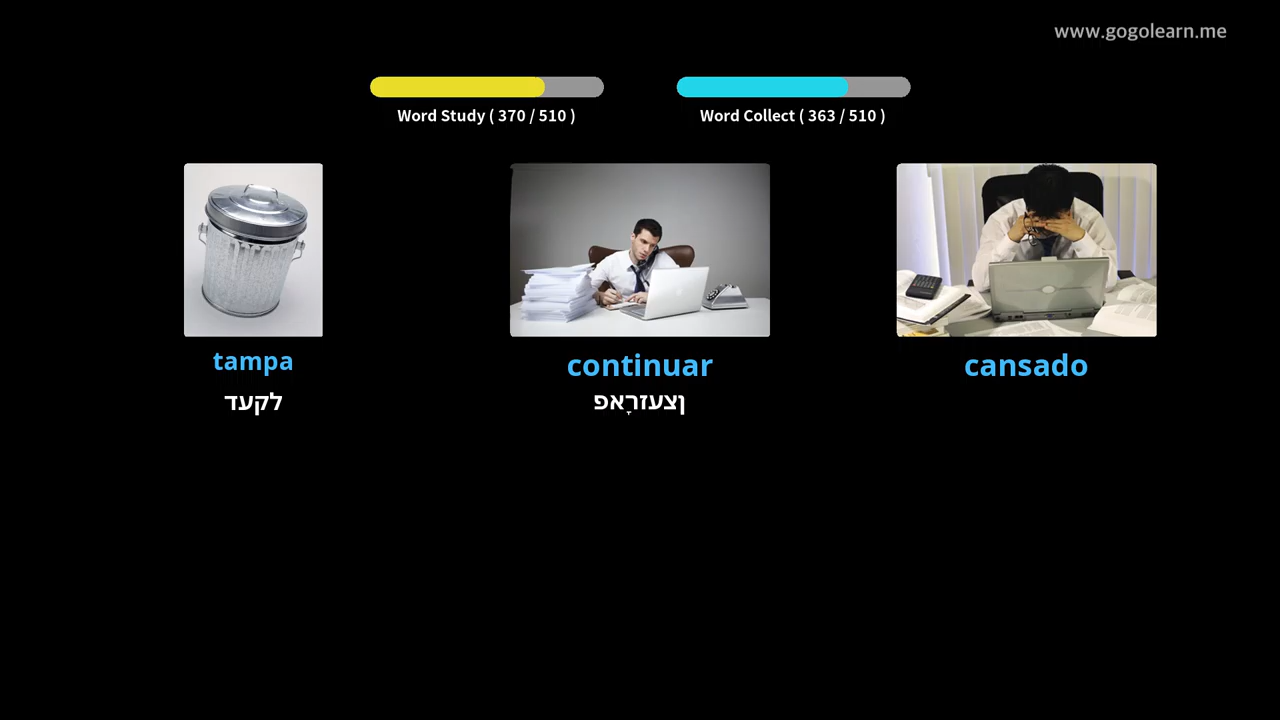 www.gogolearn.me
Word Study ( 370 / 510 )
Word Collect ( 363 / 510 )
tampa
continuar
cansado
לקעד
ןצעזרָאפ